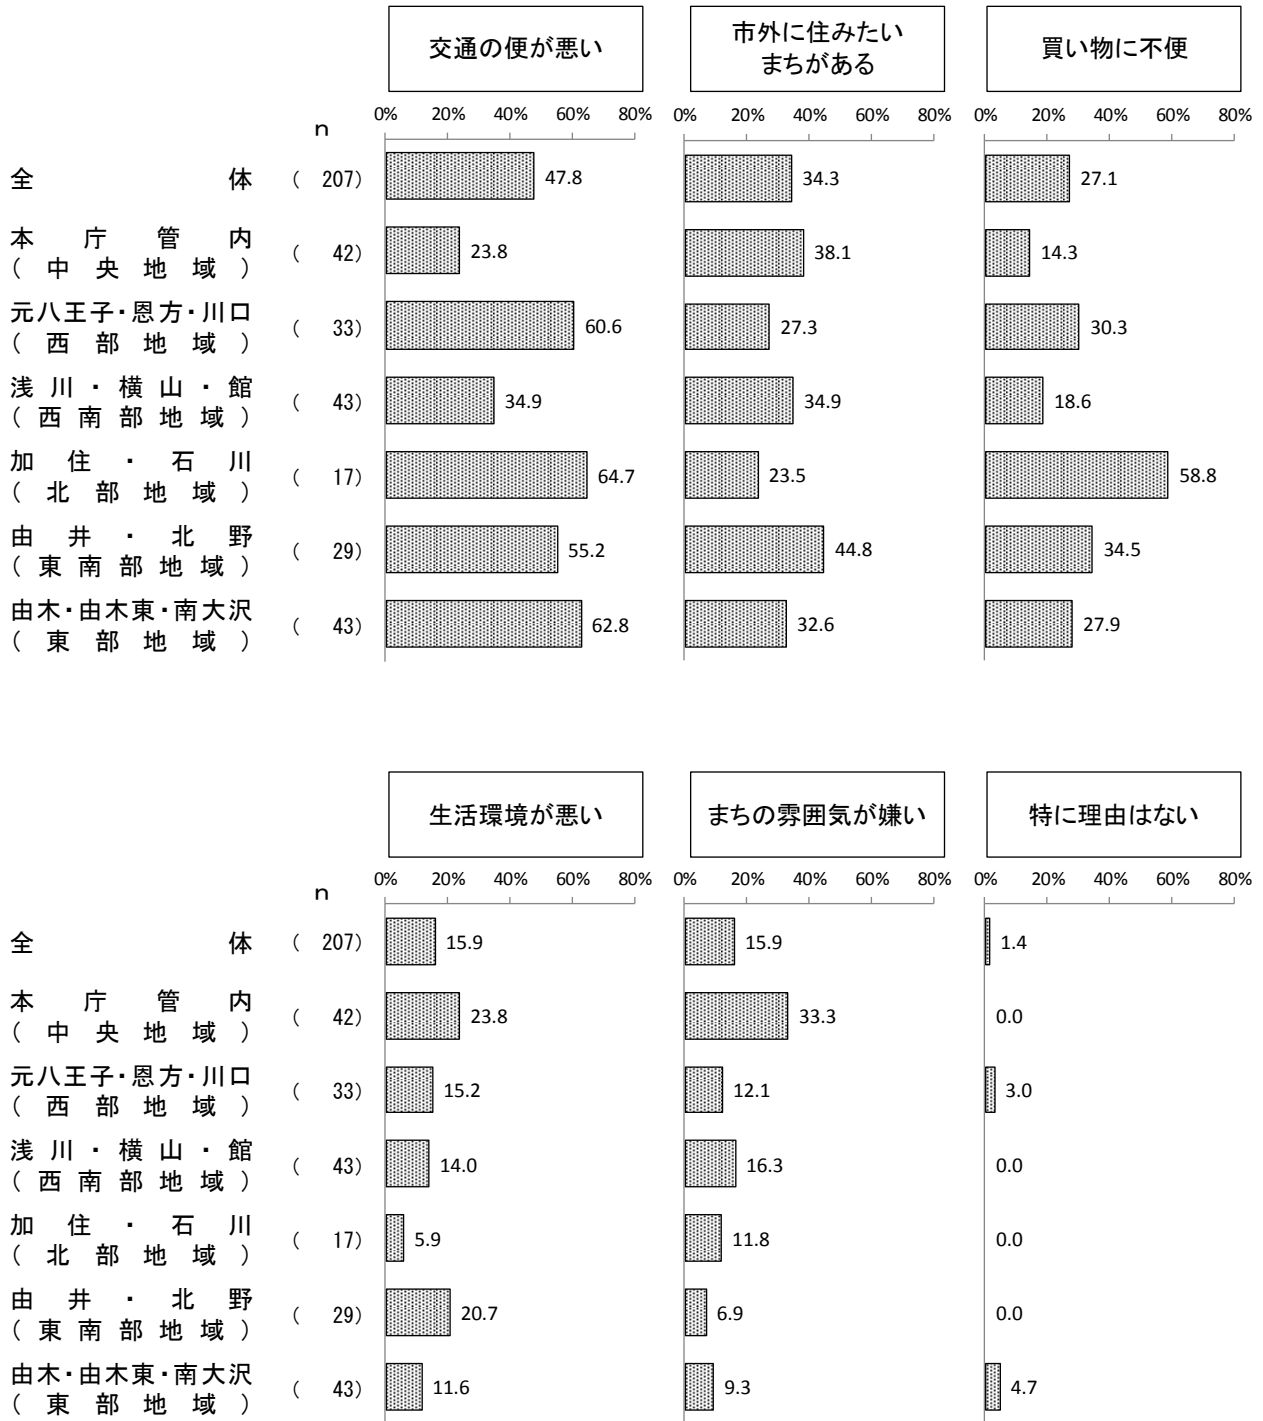 交通の便が悪い
市外に住みたい
まちがある
買い物に不便
0% 20% 40% 60% 80% 0% 20% 40% 60% 80% 0% 20% 40% 60% 80%
n
全体 ( 207) 47.8 34.3 27.1
本庁管内
(中央地域) ( 42) 23.8 38.1 14.3
元八王子・恩方・川口
(西部地域) ( 33) 60.6 27.3 30.3
浅川・横山・館
(西南部地域) ( 43) 34.9 34.9 18.6
加住・石川
(北部地域) ( 17) 64.7 23.5 58.8
由井・北野
(東南部地域) ( 29) 55.2 44.8 34.5
由木・由木東・南大沢
(東部地域) ( 43) 62.8 32.6 27.9
生活環境が悪い
まちの雰囲気が嫌い
特に理由はない
0% 20% 40% 60% 80% 0% 20% 40% 60% 80% 0% 20% 40% 60% 80%
n
全体 ( 207) 15.9 15.9 1.4
本庁管内
(中央地域) ( 42) 23.8 33.3 0.0
元八王子・恩方・川口
(西部地域) ( 33) 15.2 12.1 3.0
浅川・横山・館
(西南部地域) ( 43) 14.0 16.3 0.0
加住・石川
(北部地域) ( 17) 5.9 11.8 0.0
由井・北野
(東南部地域) ( 29) 20.7 6.9 0.0
由木・由木東・南大沢
(東部地域) ( 43) 11.6 9.3 4.7